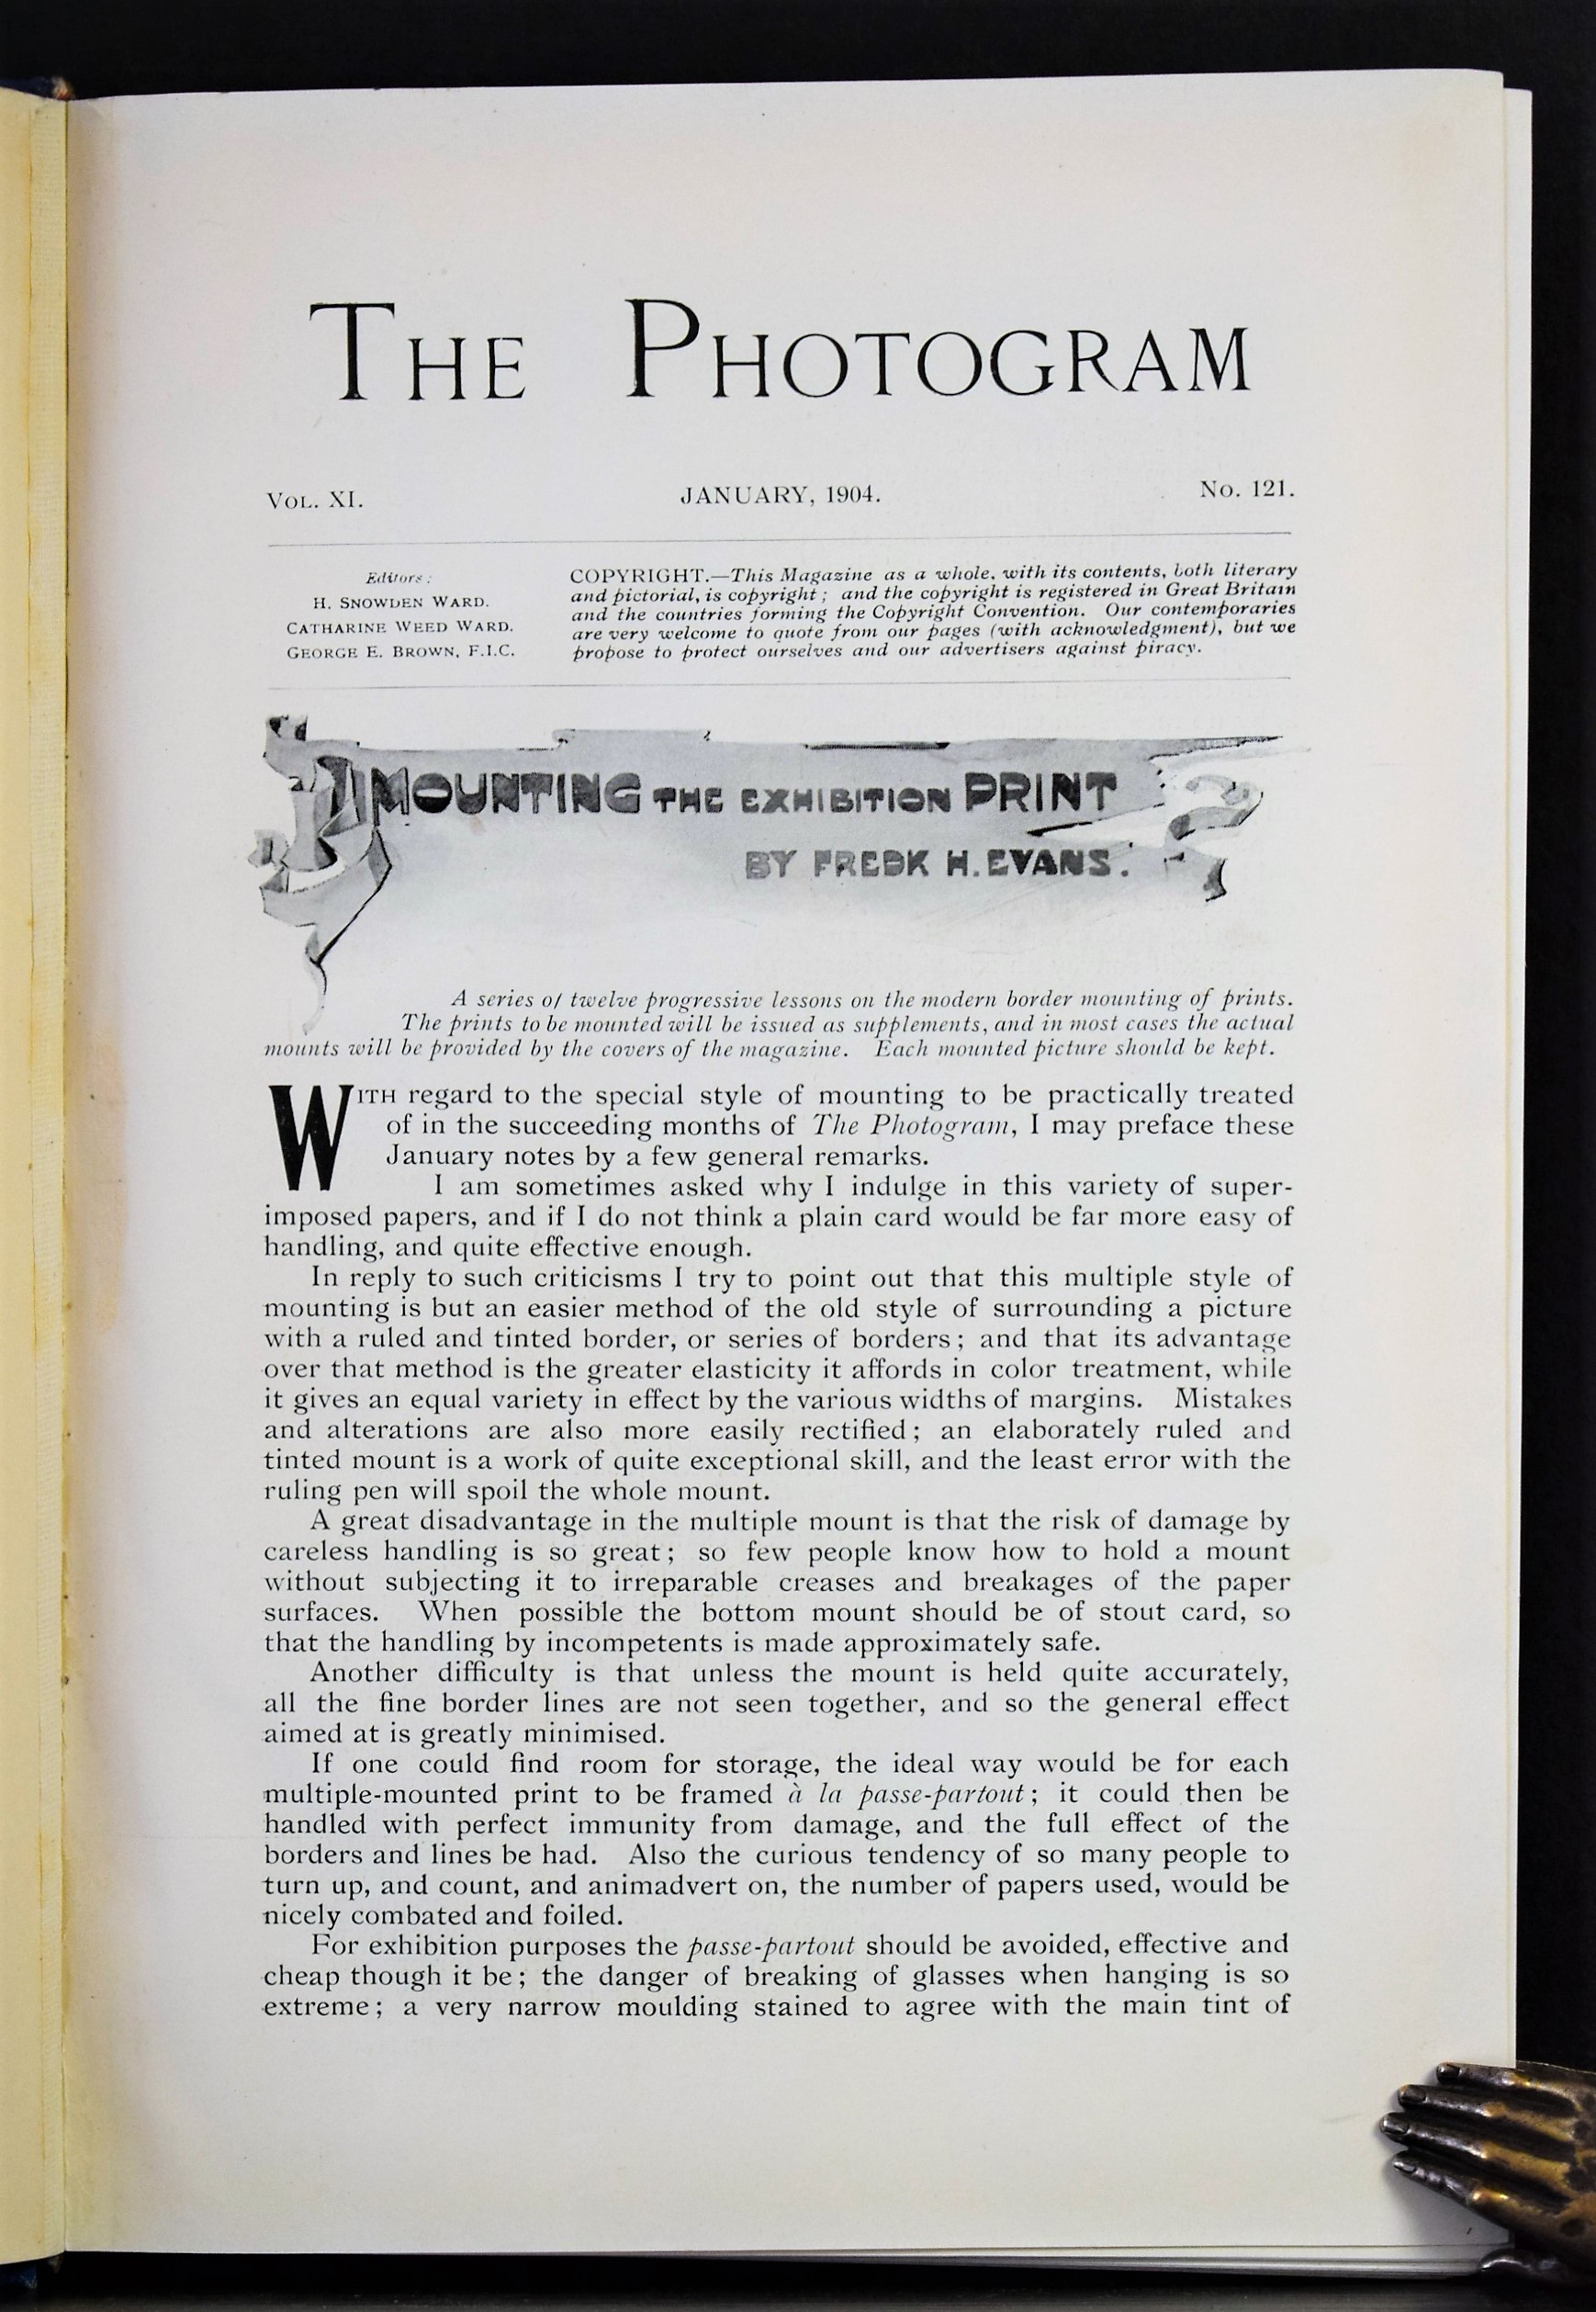 THE PHOTOGRAM
VOL. XI.
JANUARY, 1904.
No. 121.
Editors:
H. SNOWDEN WARD.
CATHARINE WEED WARD.
GEORGE E. BROWN, F.I.C.
COPYRIGHT.—This Magazine as a whole, with its contents, both literary
and pictorial, is copyright; and the copyright is registered in Great Britain
and the countries forming the Copyright Convention. Our contemporaries
are very welcome to quote from our pages (with acknowledgment), but we
propose to protect ourselves and our advertisers against piracy.
MOUNTING THE EXHIBITION PRINT
BY FREDK H. EVANS.
A series of twelve progressive lessons on the modern border mounting of prints.
The prints to be mounted will be issued as supplements, and in most cases the actual
mounts will be provided by the covers of the magazine. Each mounted picture should be kept.
WITH regard to the special style of mounting to be practically treated
of in the succeeding months of The Photogram, I may preface these
January notes by a few general remarks.
I am sometimes asked why I indulge in this variety of super-
imposed papers, and if I do not think a plain card would be far more easy of
handling, and quite effective enough.
In reply to such criticisms I try to point out that this multiple style of
mounting is but an easier method of the old style of surrounding a picture
with a ruled and tinted border, or series of borders; and that its advantage
over that method is the greater elasticity it affords in color treatment, while
it gives an equal variety in effect by the various widths of margins. Mistakes
and alterations are also more easily rectified; an elaborately ruled and
tinted mount is a work of quite exceptional skill, and the least error with the
ruling pen will spoil the whole mount.
A great disadvantage in the multiple mount is that the risk of damage by
careless handling is so great; so few people know how to hold a mount
without subjecting it to irreparable creases and breakages of the paper
surfaces. When possible the bottom mount should be of stout card, so
that the handling by incompetents is made approximately safe.
Another difficulty is that unless the mount is held quite accurately,
all the fine border lines are not seen together, and so the general effect
aimed at is greatly minimised.
If one could find room for storage, the ideal way would be for each
multiple-mounted print to be framed à la passe-partout; it could then be
handled with perfect immunity from damage, and the full effect of the
borders and lines be had. Also the curious tendency of so many people to
turn up, and count, and animadvert on, the number of papers used, would be
nicely combated and foiled.
For exhibition purposes the passe-partout should be avoided, effective and
cheap though it be; the danger of breaking of glasses when hanging is so
extreme; a very narrow moulding stained to agree with the main tint of